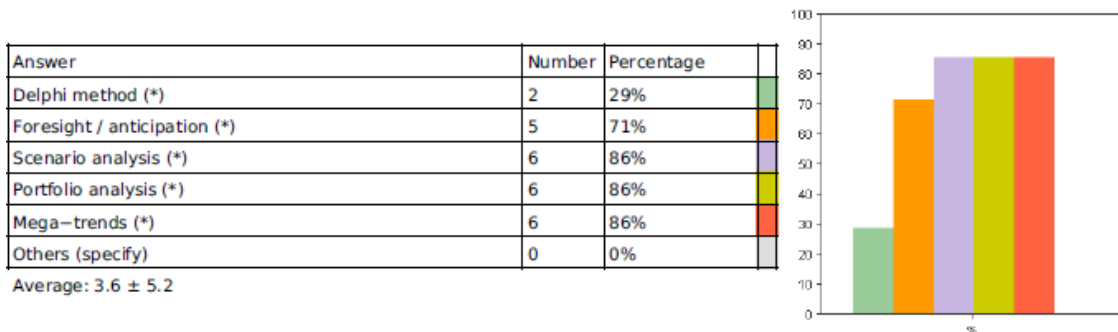 Answer Number Percentage
Delphi method (*) 2 29%
Foresight / anticipation (*) 5 71%
Scenario analysis (*) 6 86%
Portfolio analysis (*) 6 86%
Mega−trends (*) 6 86%
Others (specify) 0 0%
Average: 3.6 ± 5.2
100
90
80
70
60
50
40
30
20
10
0
%